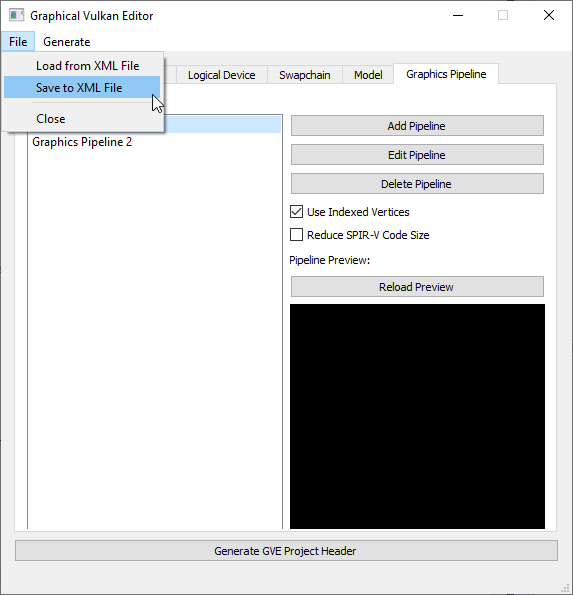 Graphical Vulkan Editor
File Generate
Load from XML File
Save to XML File
Close
Logical Device Swapchain Model Graphics Pipeline
Graphics Pipeline 2
Add Pipeline
Edit Pipeline
Delete Pipeline
Use Indexed Vertices
Reduce SPIR-V Code Size
Pipeline Preview:
Reload Preview
Generate GVE Project Header